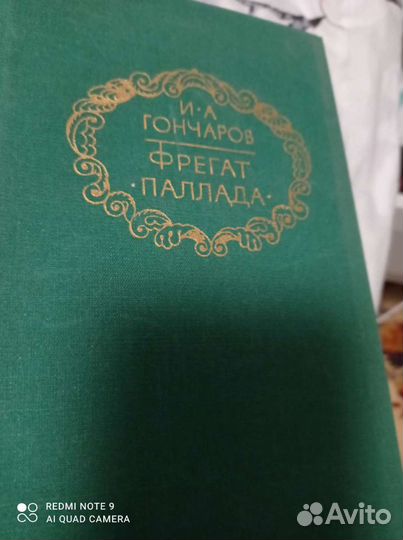 И·А
ГОНЧАРОВ
ФРЕГАТ
·ПАЛЛАДА·
REDMI NOTE 9
AI QUAD CAMERA
Avito